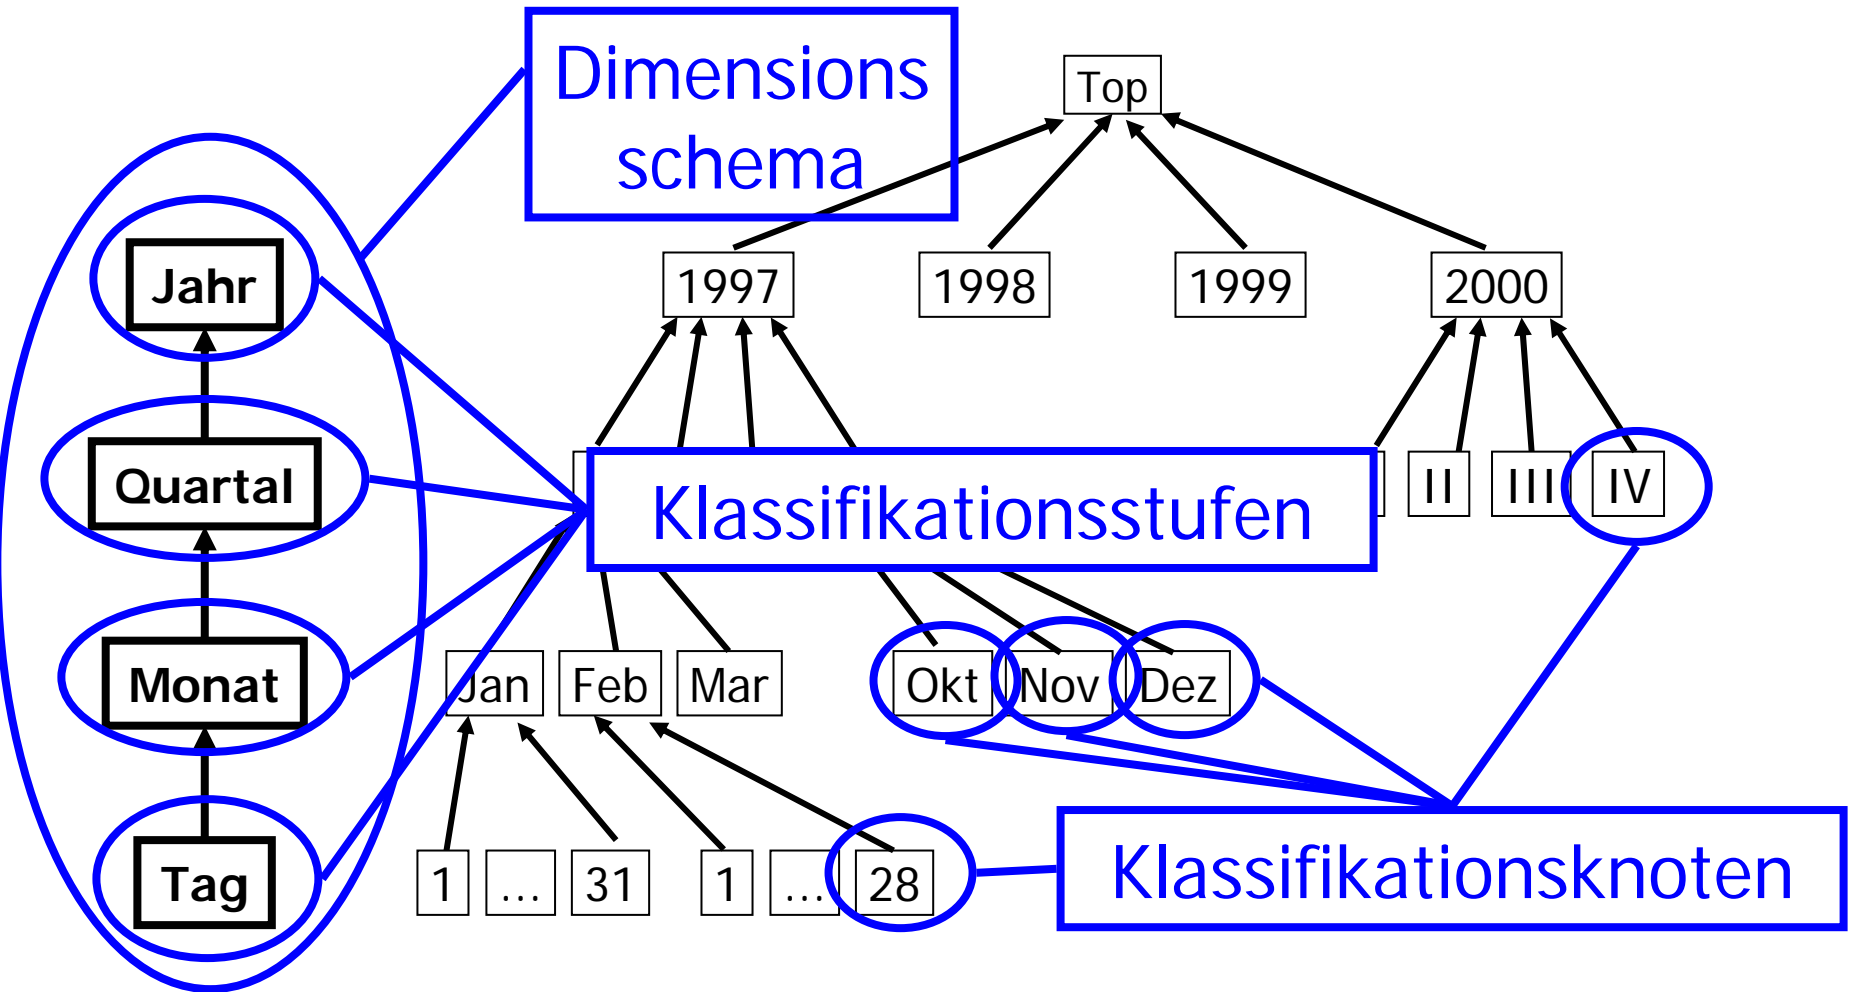 Dimensions
schema
Top
Jahr
1997
1998
1999
2000
Quartal
Klassifikationsstufen
II
III
IV
Monat
Jan
Feb
Mar
Okt
Nov
Dez
Tag
1
...
31
1
...
28
Klassifikationsknoten